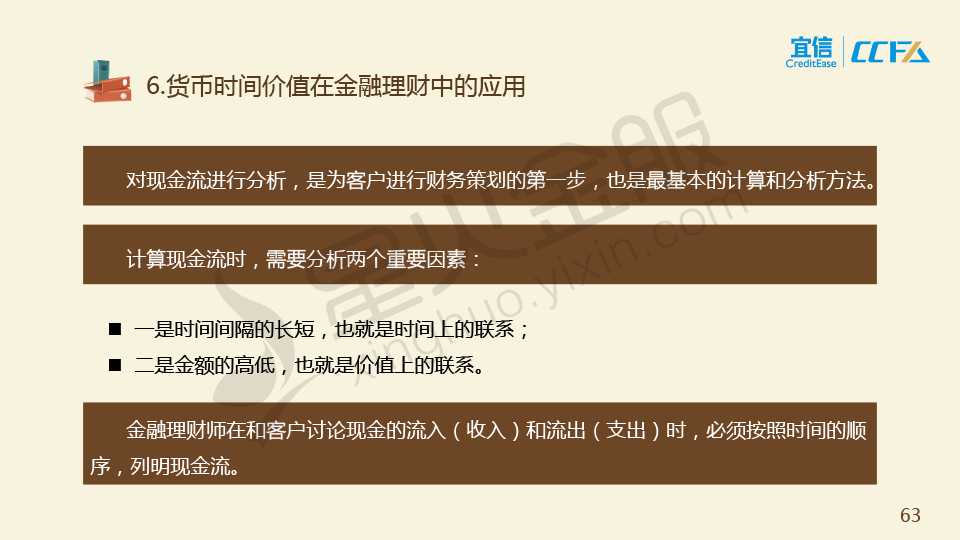 宜信
CreditEase
CCFA
6.货币时间价值在金融理财中的应用
对现金流进行分析，是为客户进行财务策划的第一步，也是最基本的计算和分析方法。
计算现金流时，需要分析两个重要因素：
■ 一是时间间隔的长短，也就是时间上的联系；
■ 二是金额的高低，也就是价值上的联系。
金融理财师在和客户讨论现金的流入（收入）和流出（支出）时，必须按照时间的顺
序，列明现金流。
星火金服
xinghuo.yixin.com
63